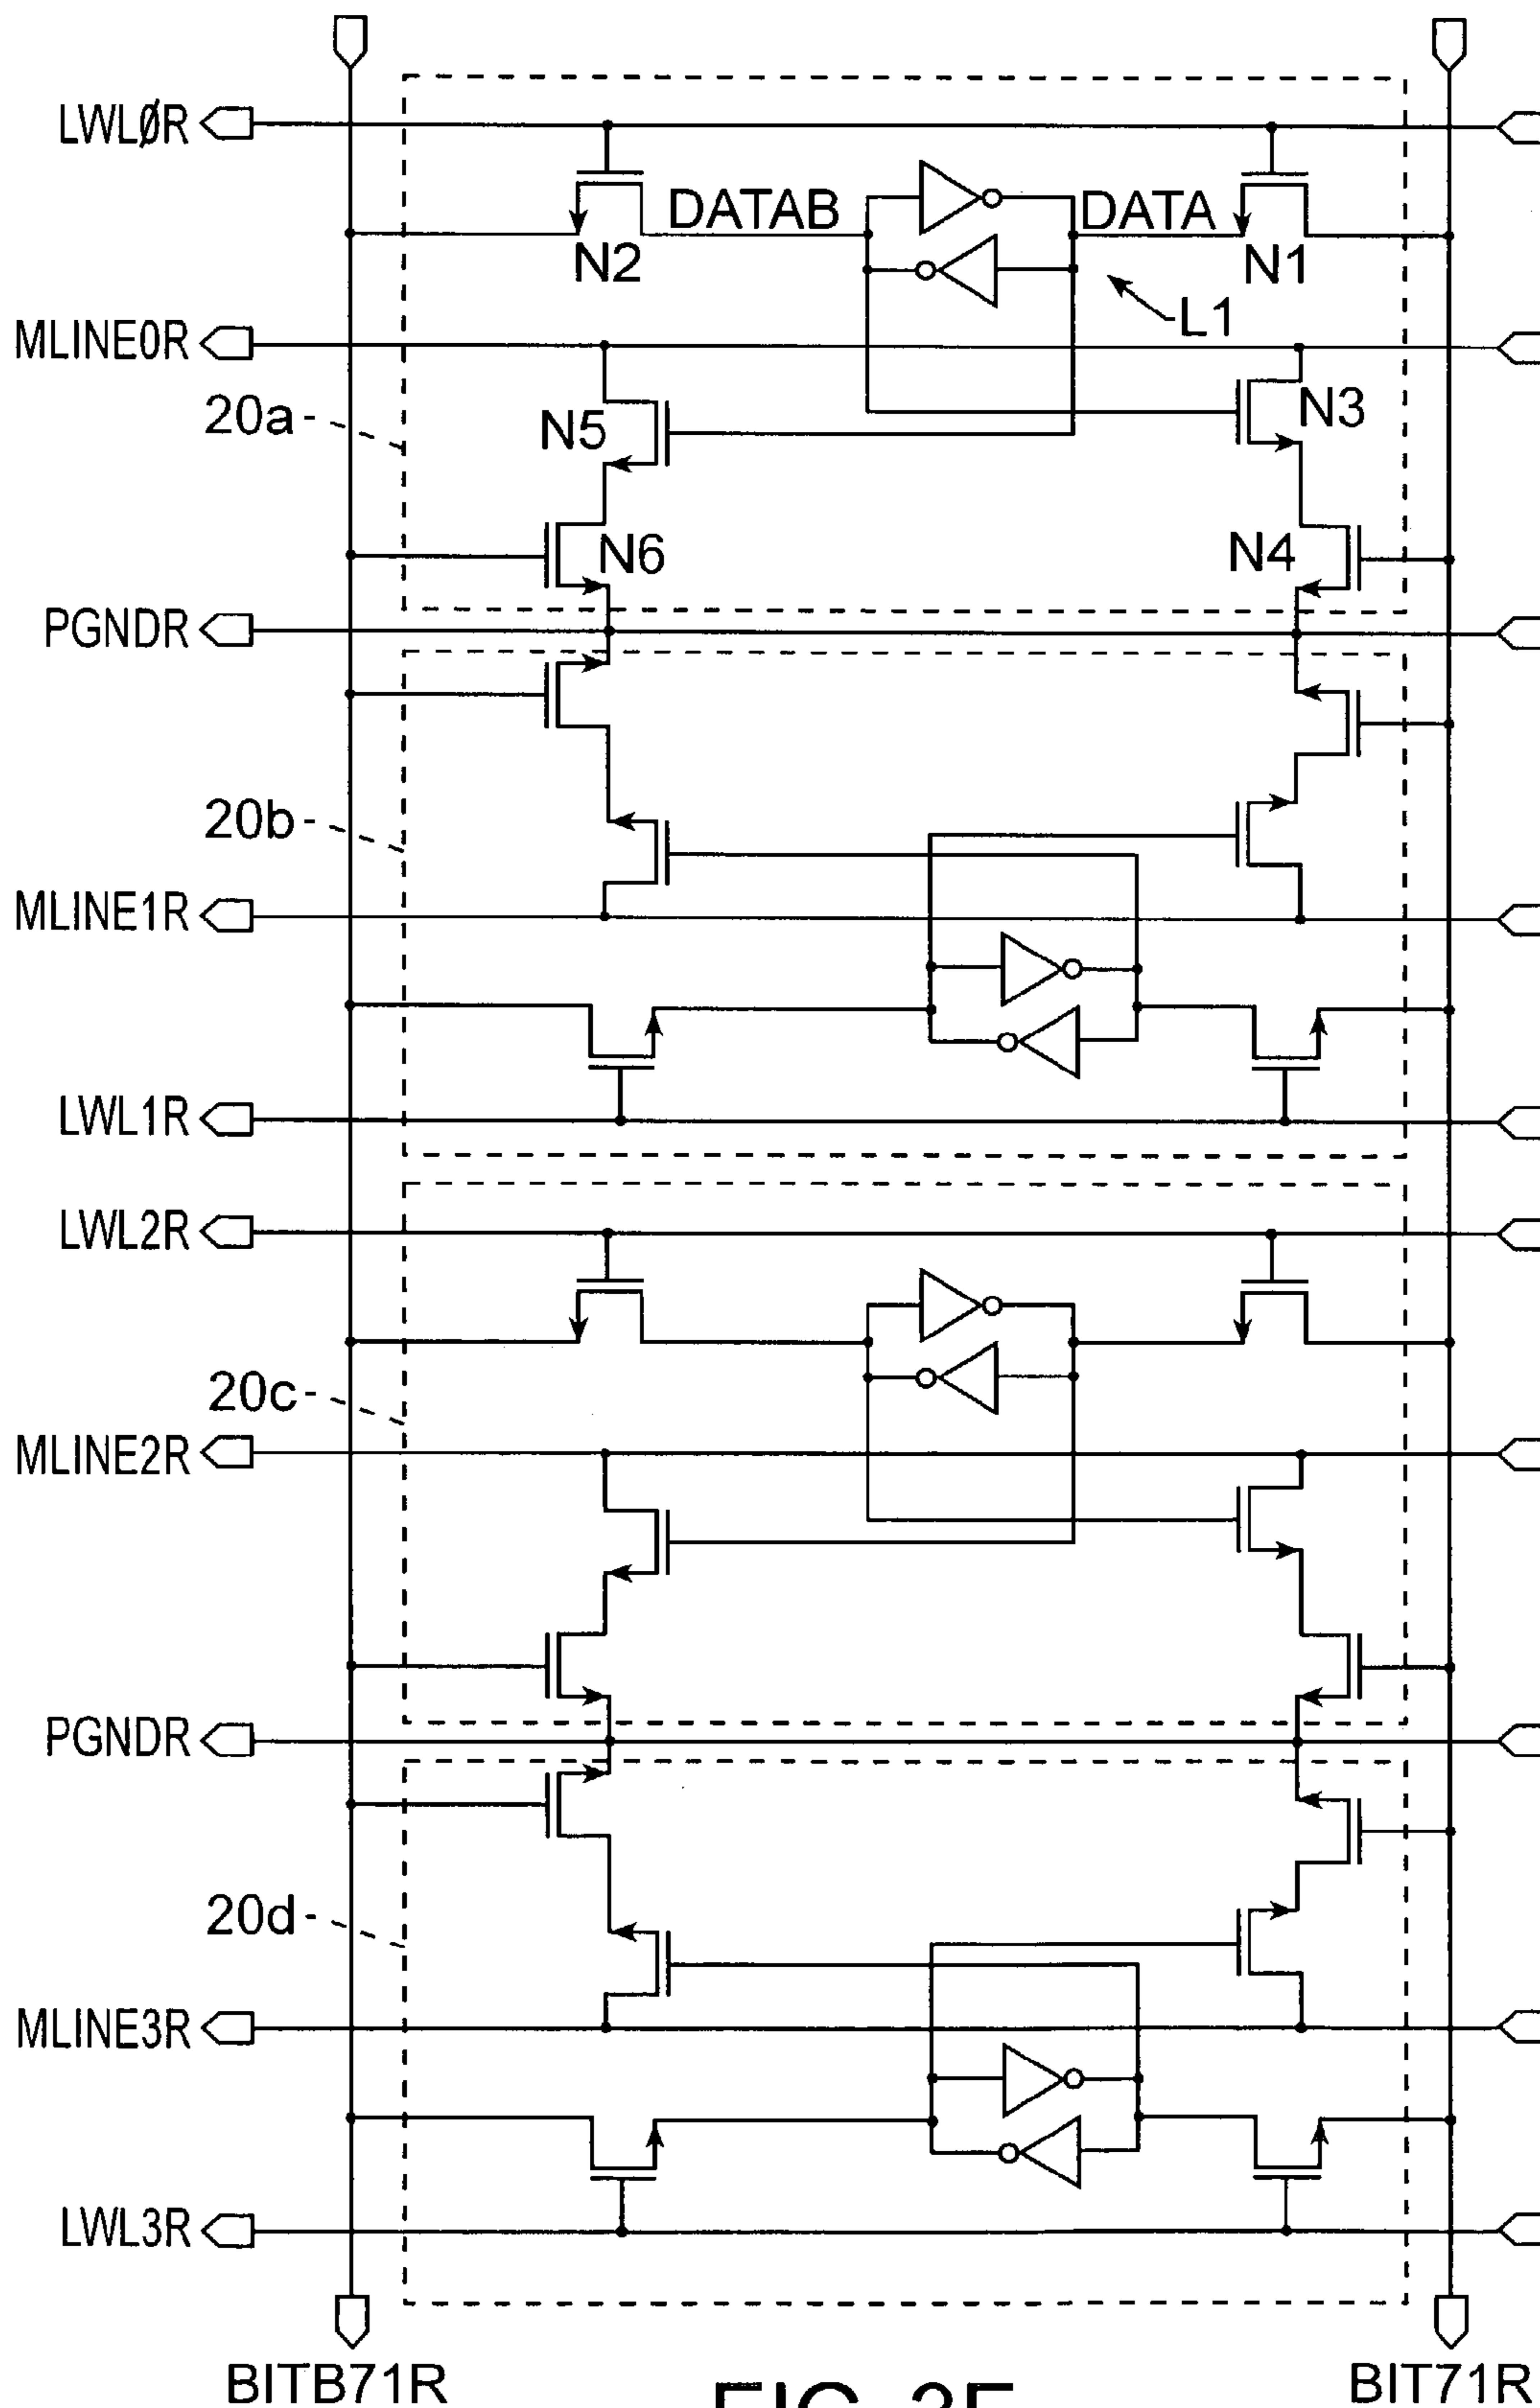 LWLØR
DATAB
DATA
N2
N1
L1
MLINE0R
20a
N5
N3
N6
N4
PGNDR
20b
MLINE1R
LWL1R
LWL2R
20c
MLINE2R
PGNDR
20d
MLINE3R
LWL3R
BITB71R
BIT71R